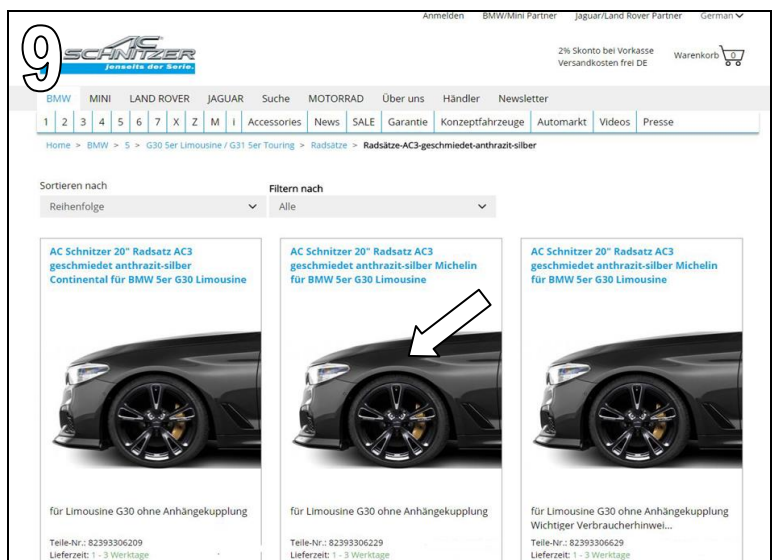 Anmelden BMW/Mini Partner Jaguar/Land Rover Partner German
9
AC
SCHNITZER
Jenseits der Serie.
2% Skonto bei Vorkasse
Versandkosten frei DE
Warenkorb 0
BMW MINI LAND ROVER JAGUAR Suche MOTORRAD Über uns Händler Newsletter
1 2 3 4 5 6 7 X Z M i Accessories News SALE Garantie Konzeptfahrzeuge Automarkt Videos Presse
Home > BMW > 5 > G30 5er Limousine / G31 5er Touring > Radsätze > Radsätze-AC3-geschmiedet-anthrazit-silber
Sortieren nach Filtern nach
Reihenfolge Alle
AC Schnitzer 20" Radsatz AC3
geschmiedet anthrazit-silber
Continental für BMW 5er G30 Limousine
für Limousine G30 ohne Anhängekupplung
Teile-Nr.: 82393306209
Lieferzeit: 1 - 3 Werktage
AC Schnitzer 20" Radsatz AC3
geschmiedet anthrazit-silber Michelin
für BMW 5er G30 Limousine
für Limousine G30 ohne Anhängekupplung
Teile-Nr.: 82393306229
Lieferzeit: 1 - 3 Werktage
AC Schnitzer 20" Radsatz AC3
geschmiedet anthrazit-silber Michelin
für BMW 5er G30 Limousine
für Limousine G30 ohne Anhängekupplung
Wichtiger Verbraucherhinwei...
Teile-Nr.: 82393306629
Lieferzeit: 1 - 3 Werktage